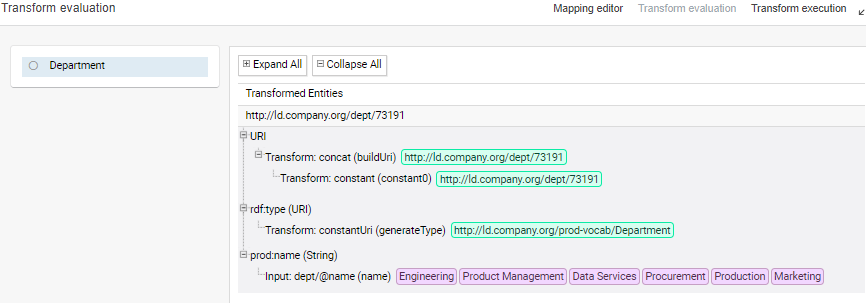 Transform evaluation
Mapping editor Transform evaluation Transform execution
Department
Expand All Collapse All
Transformed Entities
http://ld.company.org/dept/73191
URI
Transform: concat (buildUri) http://ld.company.org/dept/73191
Transform: constant (constant0) http://ld.company.org/dept/73191
rdf:type (URI)
Transform: constantUri (generateType) http://ld.company.org/prod-vocab/Department
prod:name (String)
Input: dept/@name (name) Engineering Product Management Data Services Procurement Production Marketing